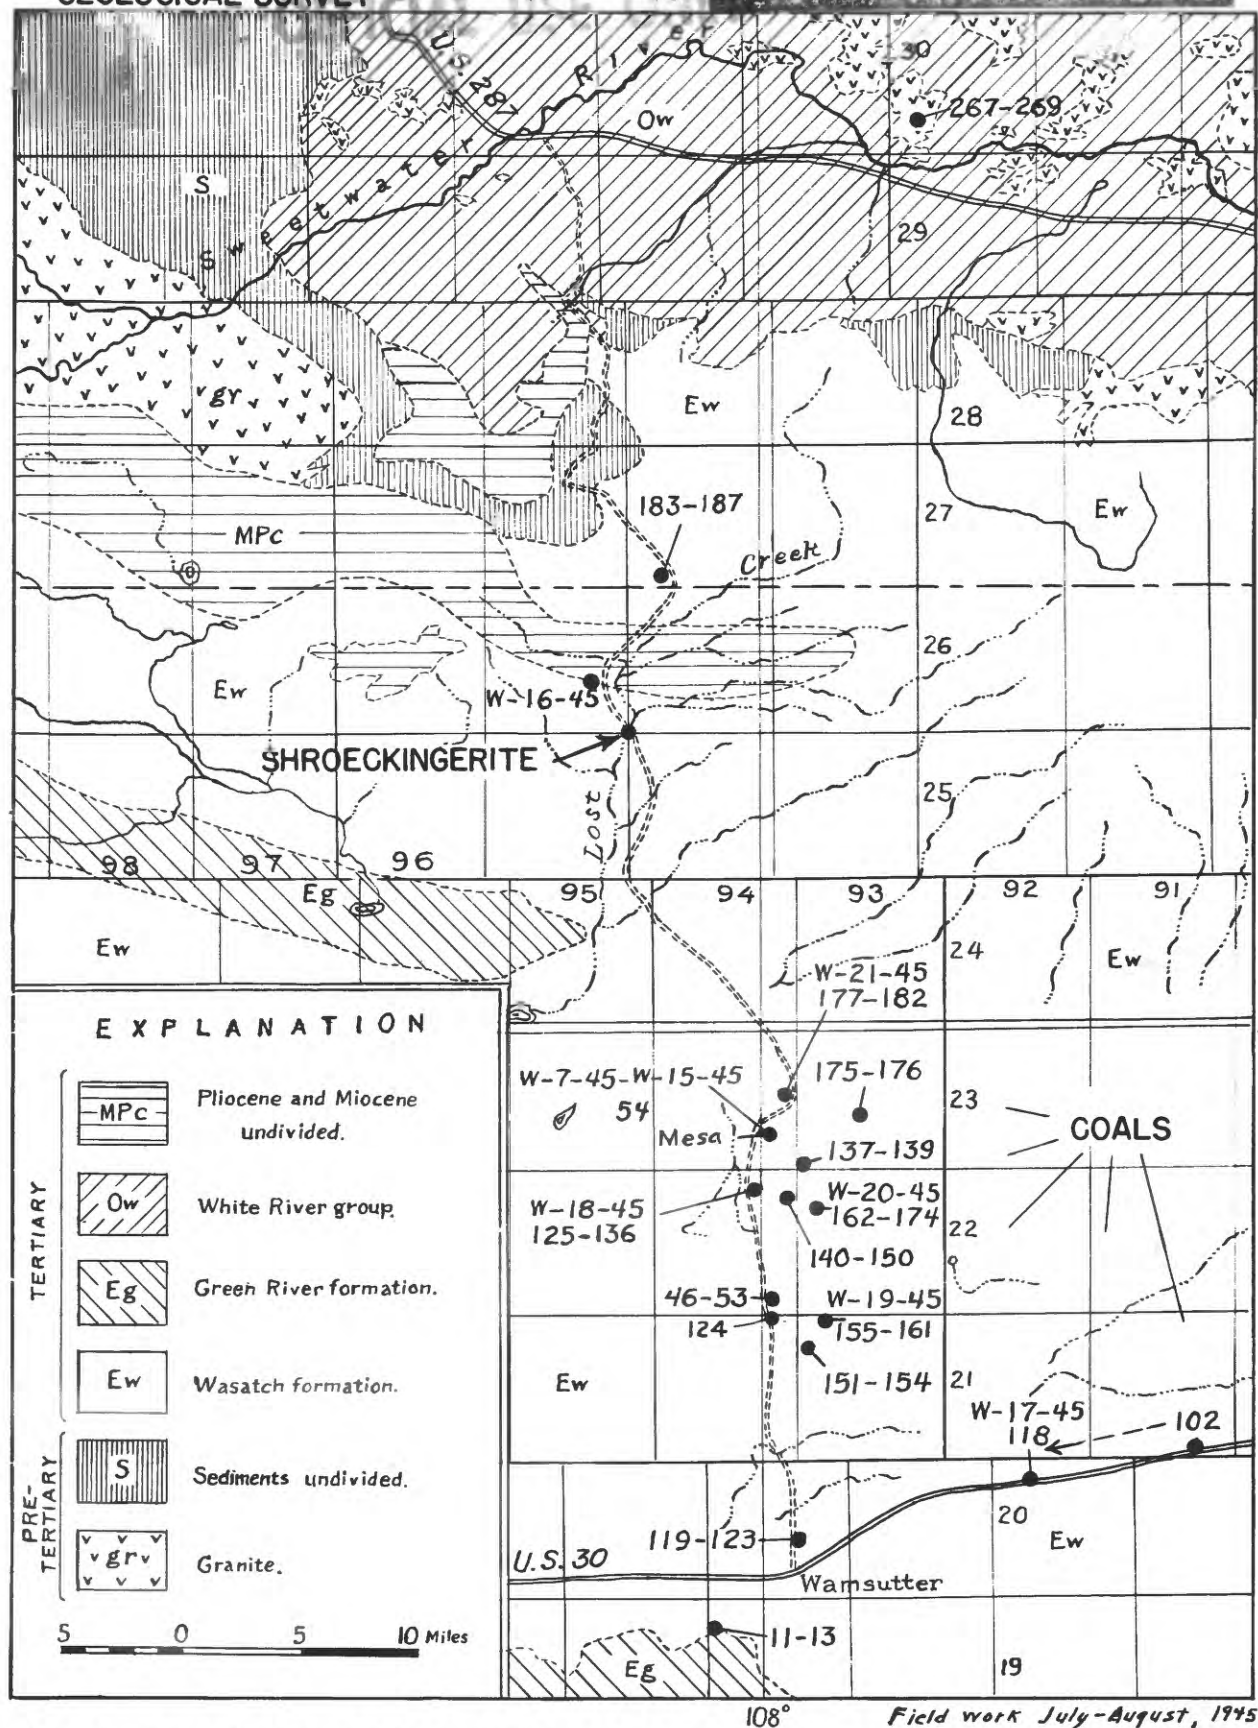 GEOLOGICAL SURVEY
U.S. 287
Sweetwater River
30
Ow
267-269
S
29
gr
Ew
28
183-187
27
Ew
MPc
Creek
26
Ew
W-16-45
SHROECKINGERITE
Lost
25
98 97 96
Eg
95 94 93 92 91
Ew
24
Ew
W-21-45
177-182
EXPLANATION
W-7-45-W-15-45
175-176
54
23
COALS
Mesa
137-139
TERTIARY
MPc
Pliocene and Miocene
undivided.
Ow
White River group.
Eg
Green River formation.
Ew
Wasatch formation.
PRE-
TERTIARY
S
Sediments undivided.
gr
Granite.
5 0 5 10 Miles
W-18-45
125-136
W-20-45
162-174
22
140-150
46-53
W-19-45
124
155-161
Ew
151-154
21
W-17-45
118
102
20
119-123
Ew
U.S. 30
Wamsutter
11-13
Eg
19
108°
Field work July-August, 1945